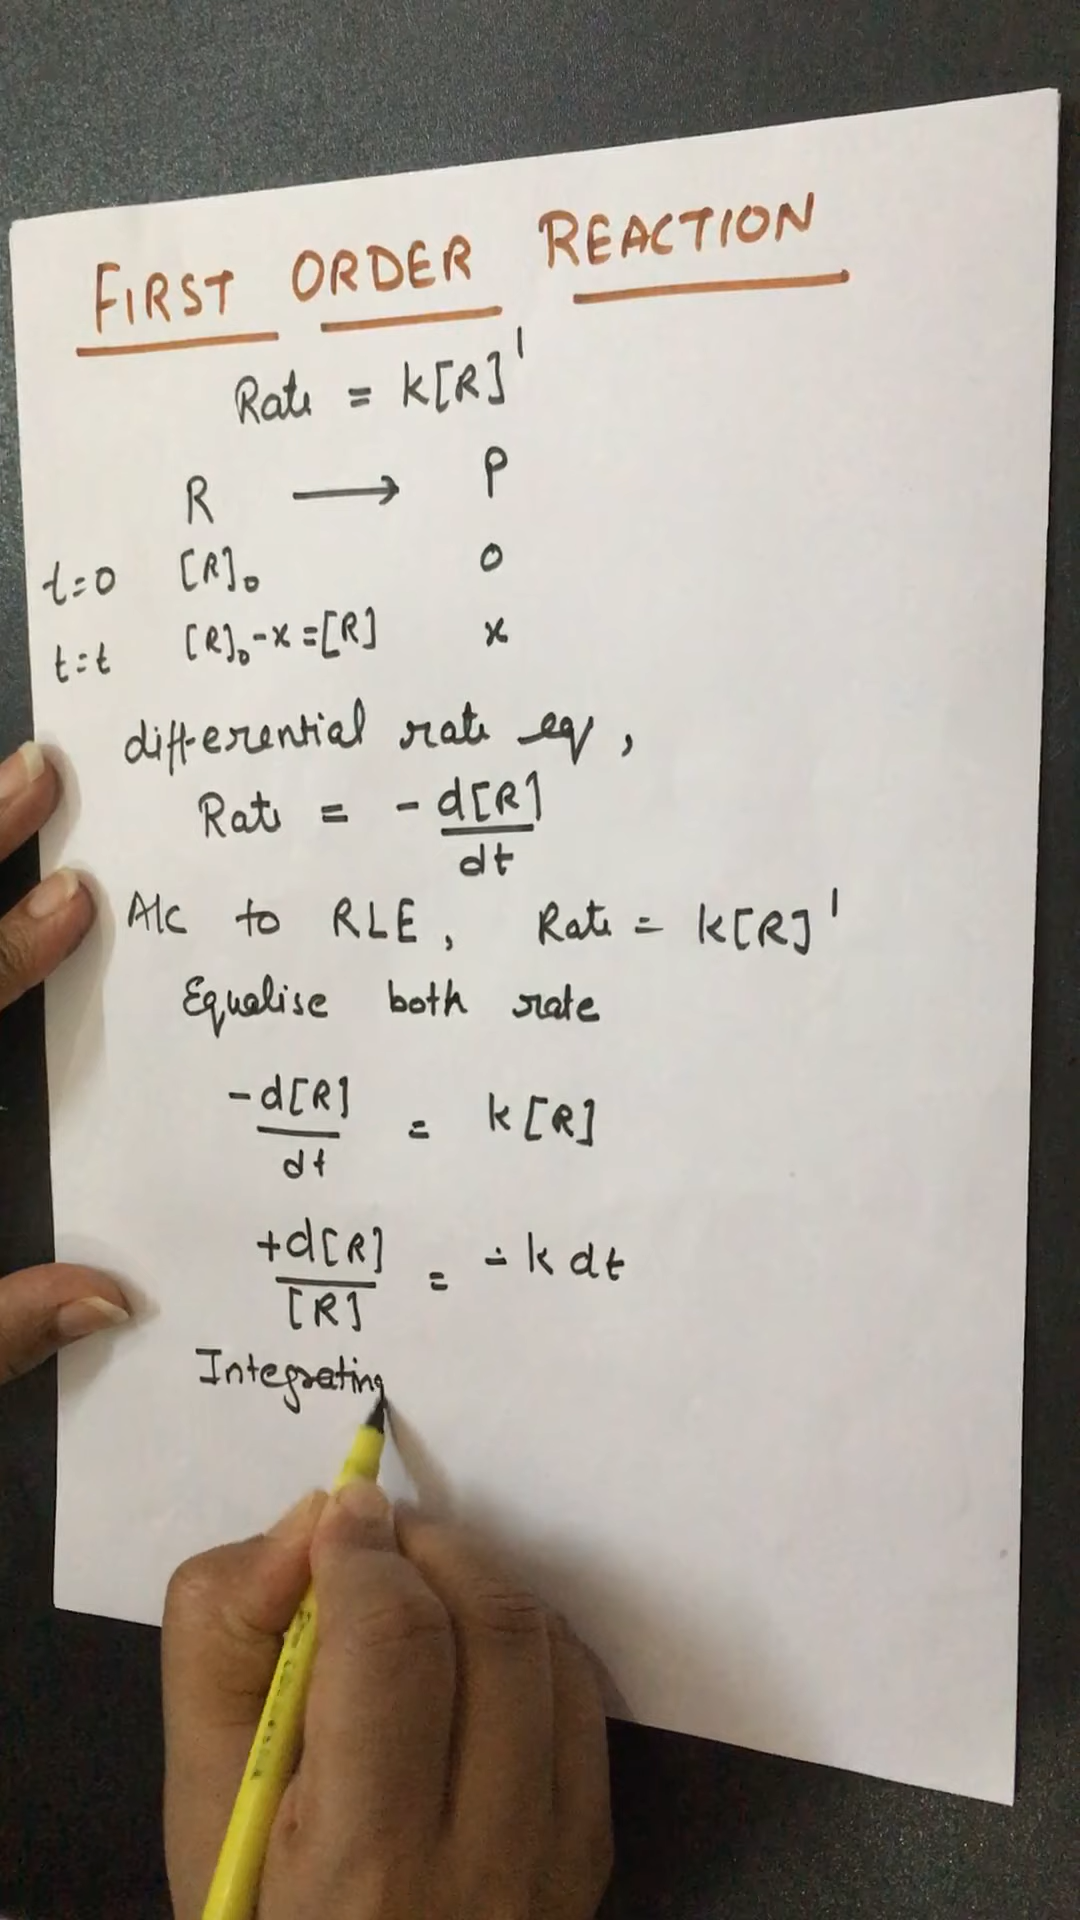 FIRST ORDER REACTION
Rate = k[R]¹
R ⟶ P
t=0 [R]₀ 0
t=t [R]₀-x=[R] x
differential rate eq,
Rate = - d[R]
dt
A/c to RLE, Rate = k[R]¹
Equalise both rate
-d[R]
dt = k[R]
+d[R]
[R] = -k dt
Integrating